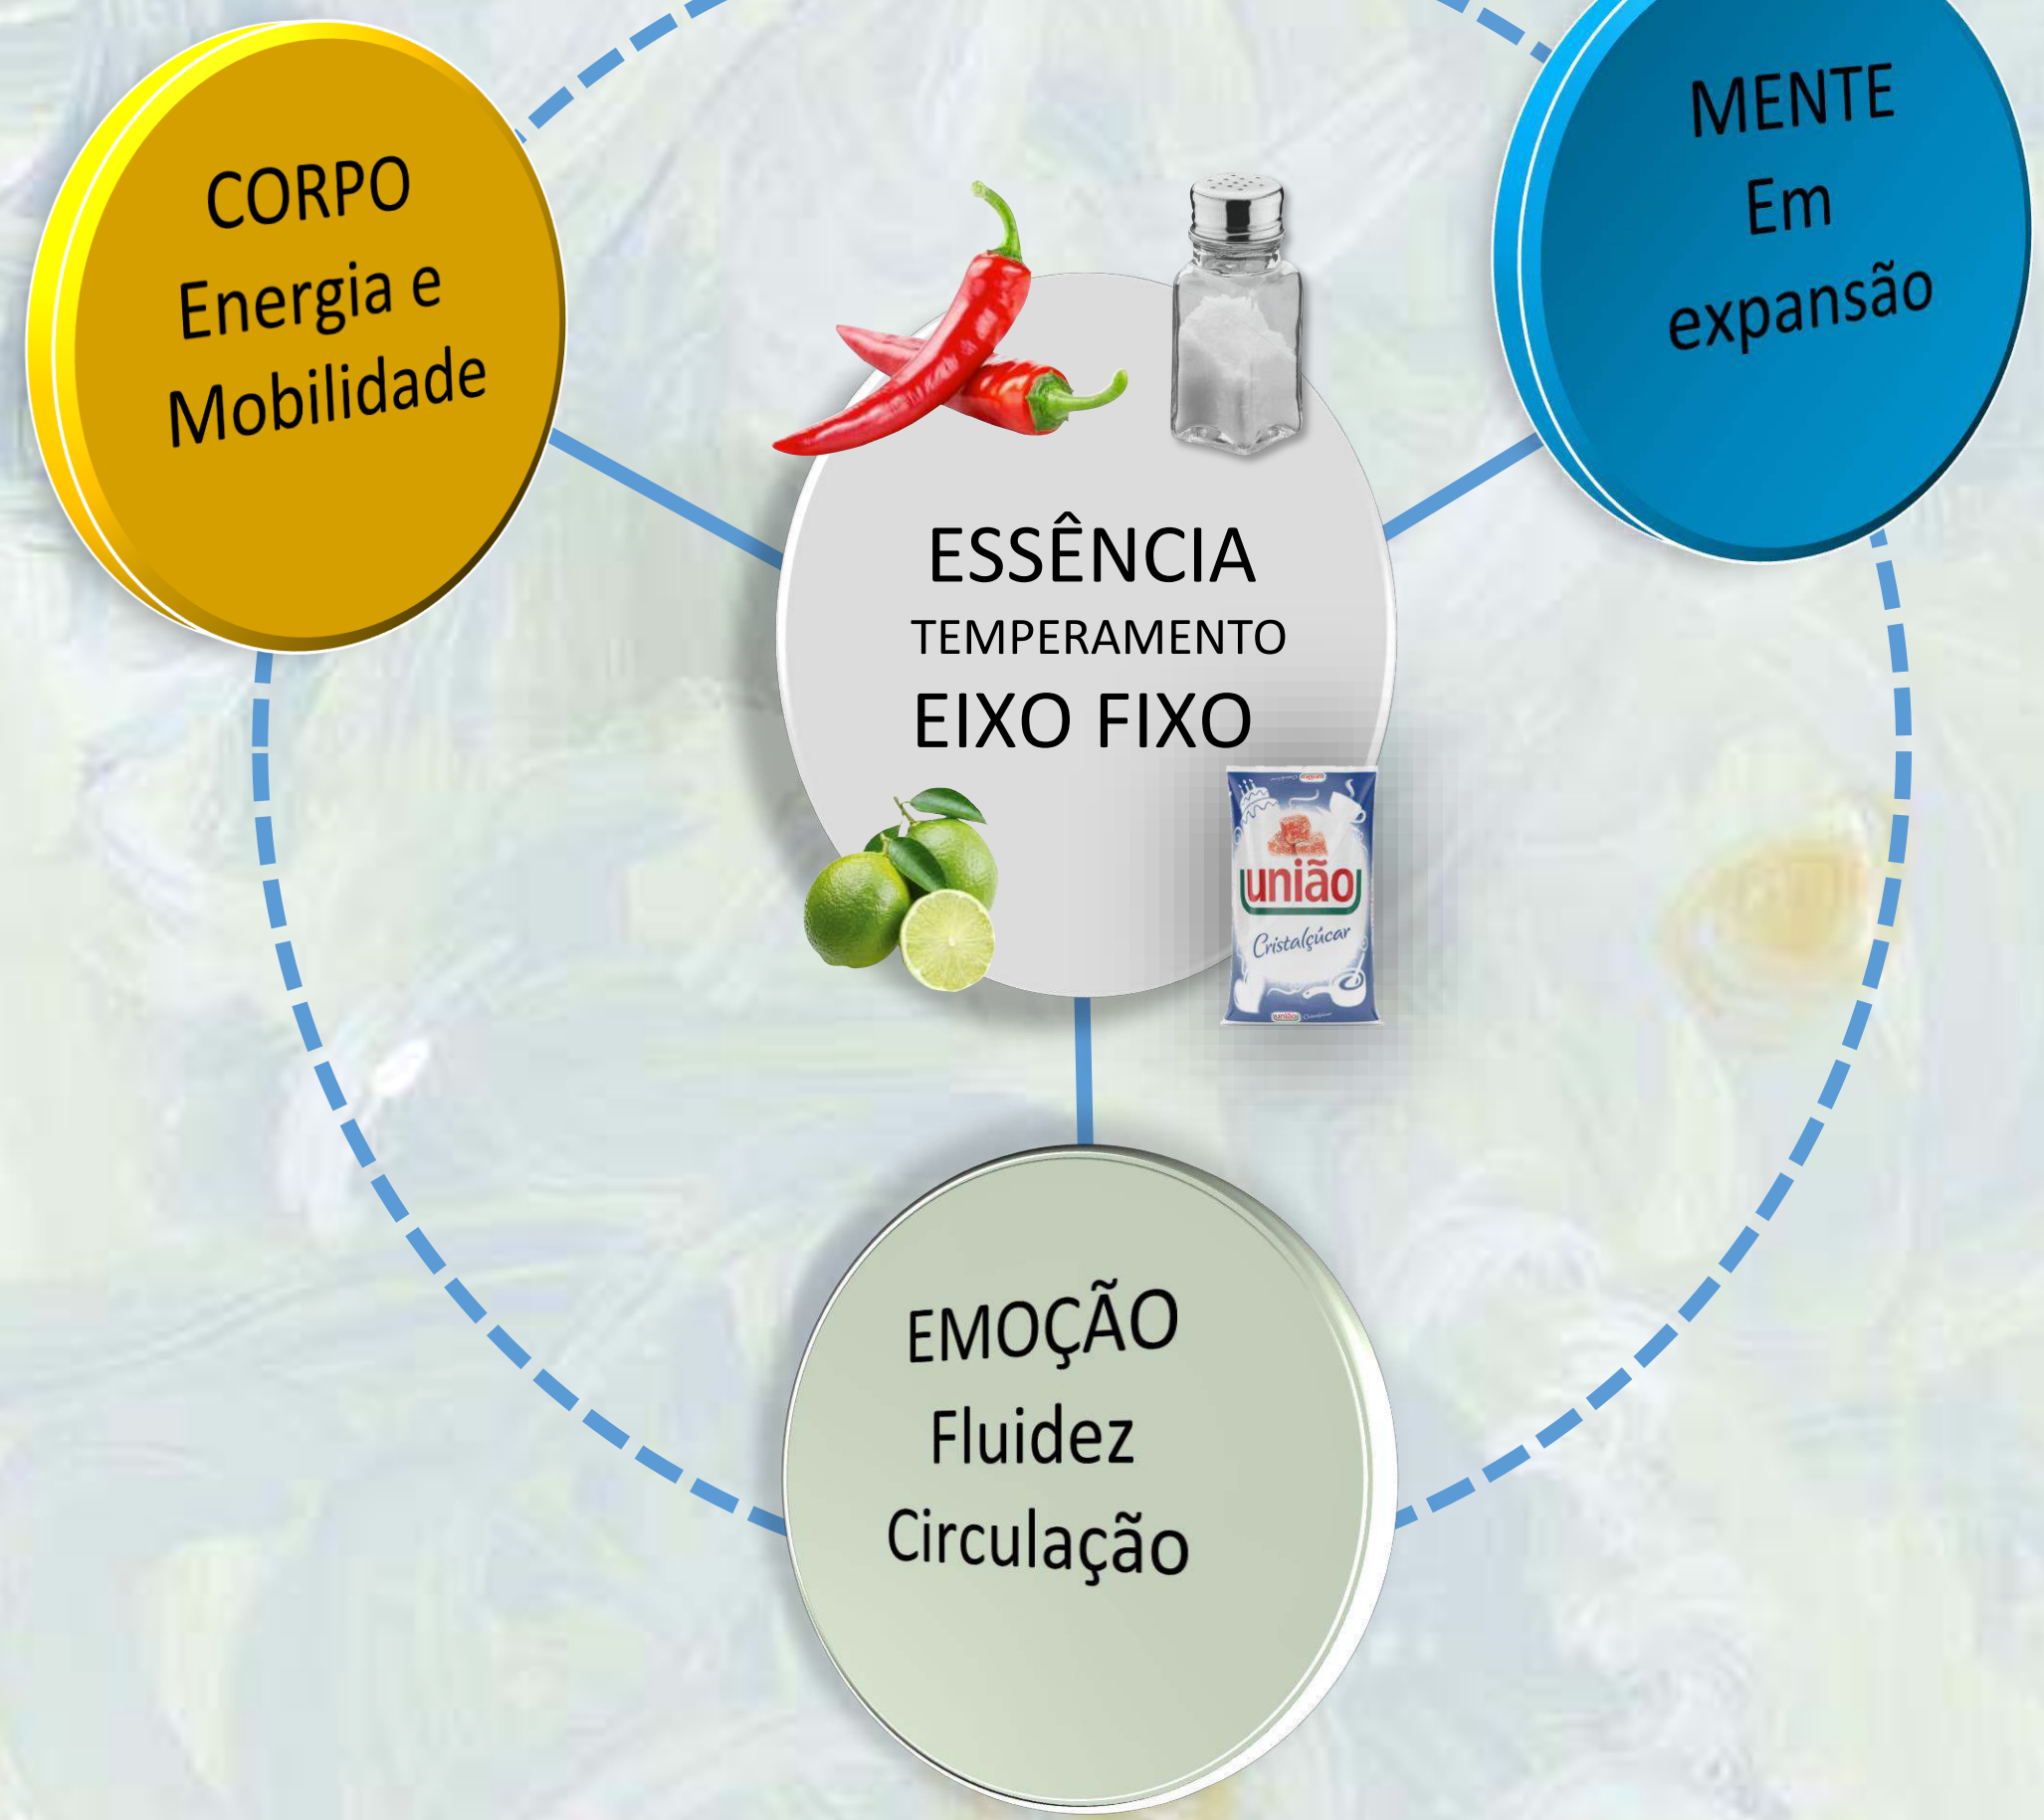 CORPO
Energia e
Mobilidade
MENTE
Em
expansão
ESSÊNCIA
TEMPERAMENTO
EIXO FIXO
união
Cristalçúcar
EMOÇÃO
Fluidez
Circulação